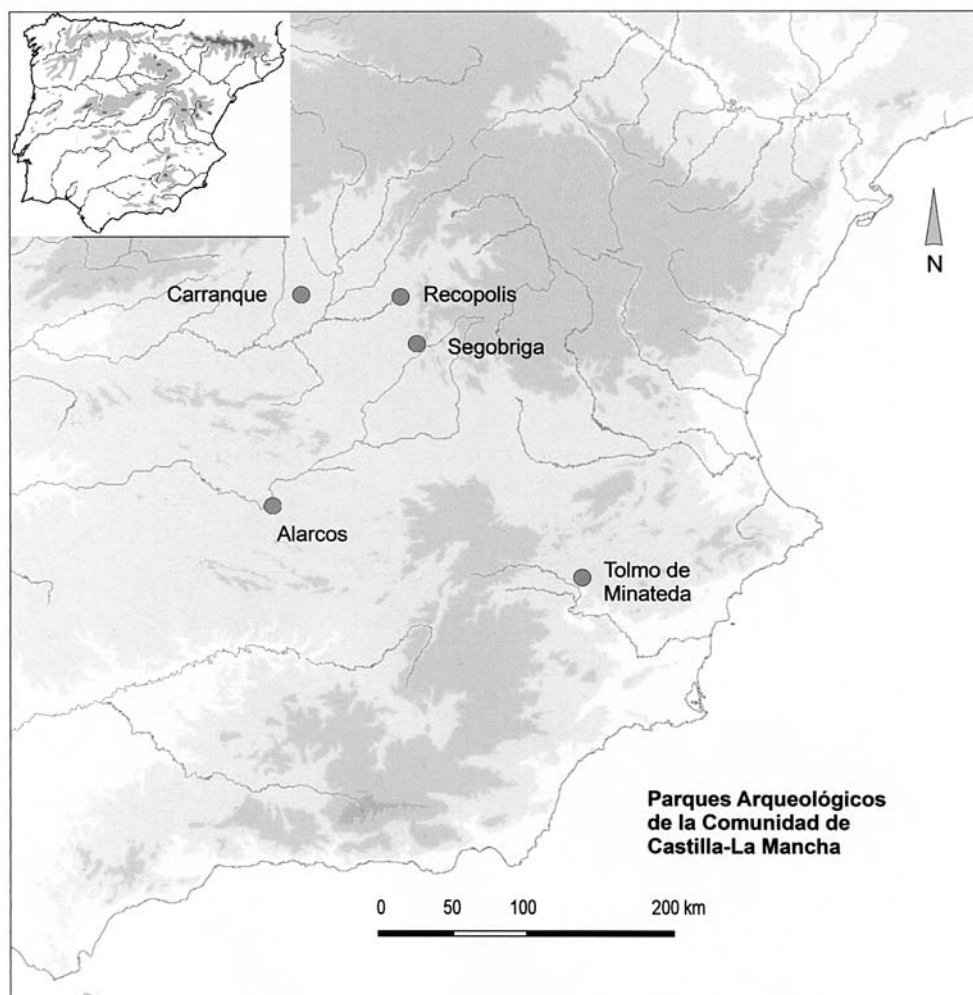 N
Carranque
Recopolis
Segobriga
Alarcos
Tolmo de
Minateda
Parques Arqueológicos
de la Comunidad de
Castilla-La Mancha
0 50 100 200 km